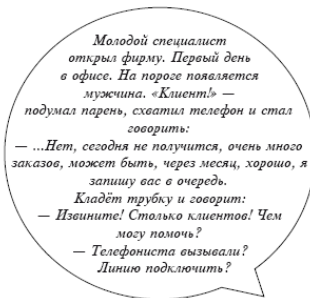 Молодой специалист
открыл фирму. Первый день
в офисе. На пороге появляется
мужчина. «Клиент!» —
подумал парень, схватил телефон и стал
говорить:
— ...Нет, сегодня не получится, очень много
заказов, может быть, через месяц, хорошо, я
запишу вас в очередь.
Кладёт трубку и говорит:
— Извините! Столько клиентов! Чем
могу помочь?
— Телефониста вызывали?
Линию подключить?